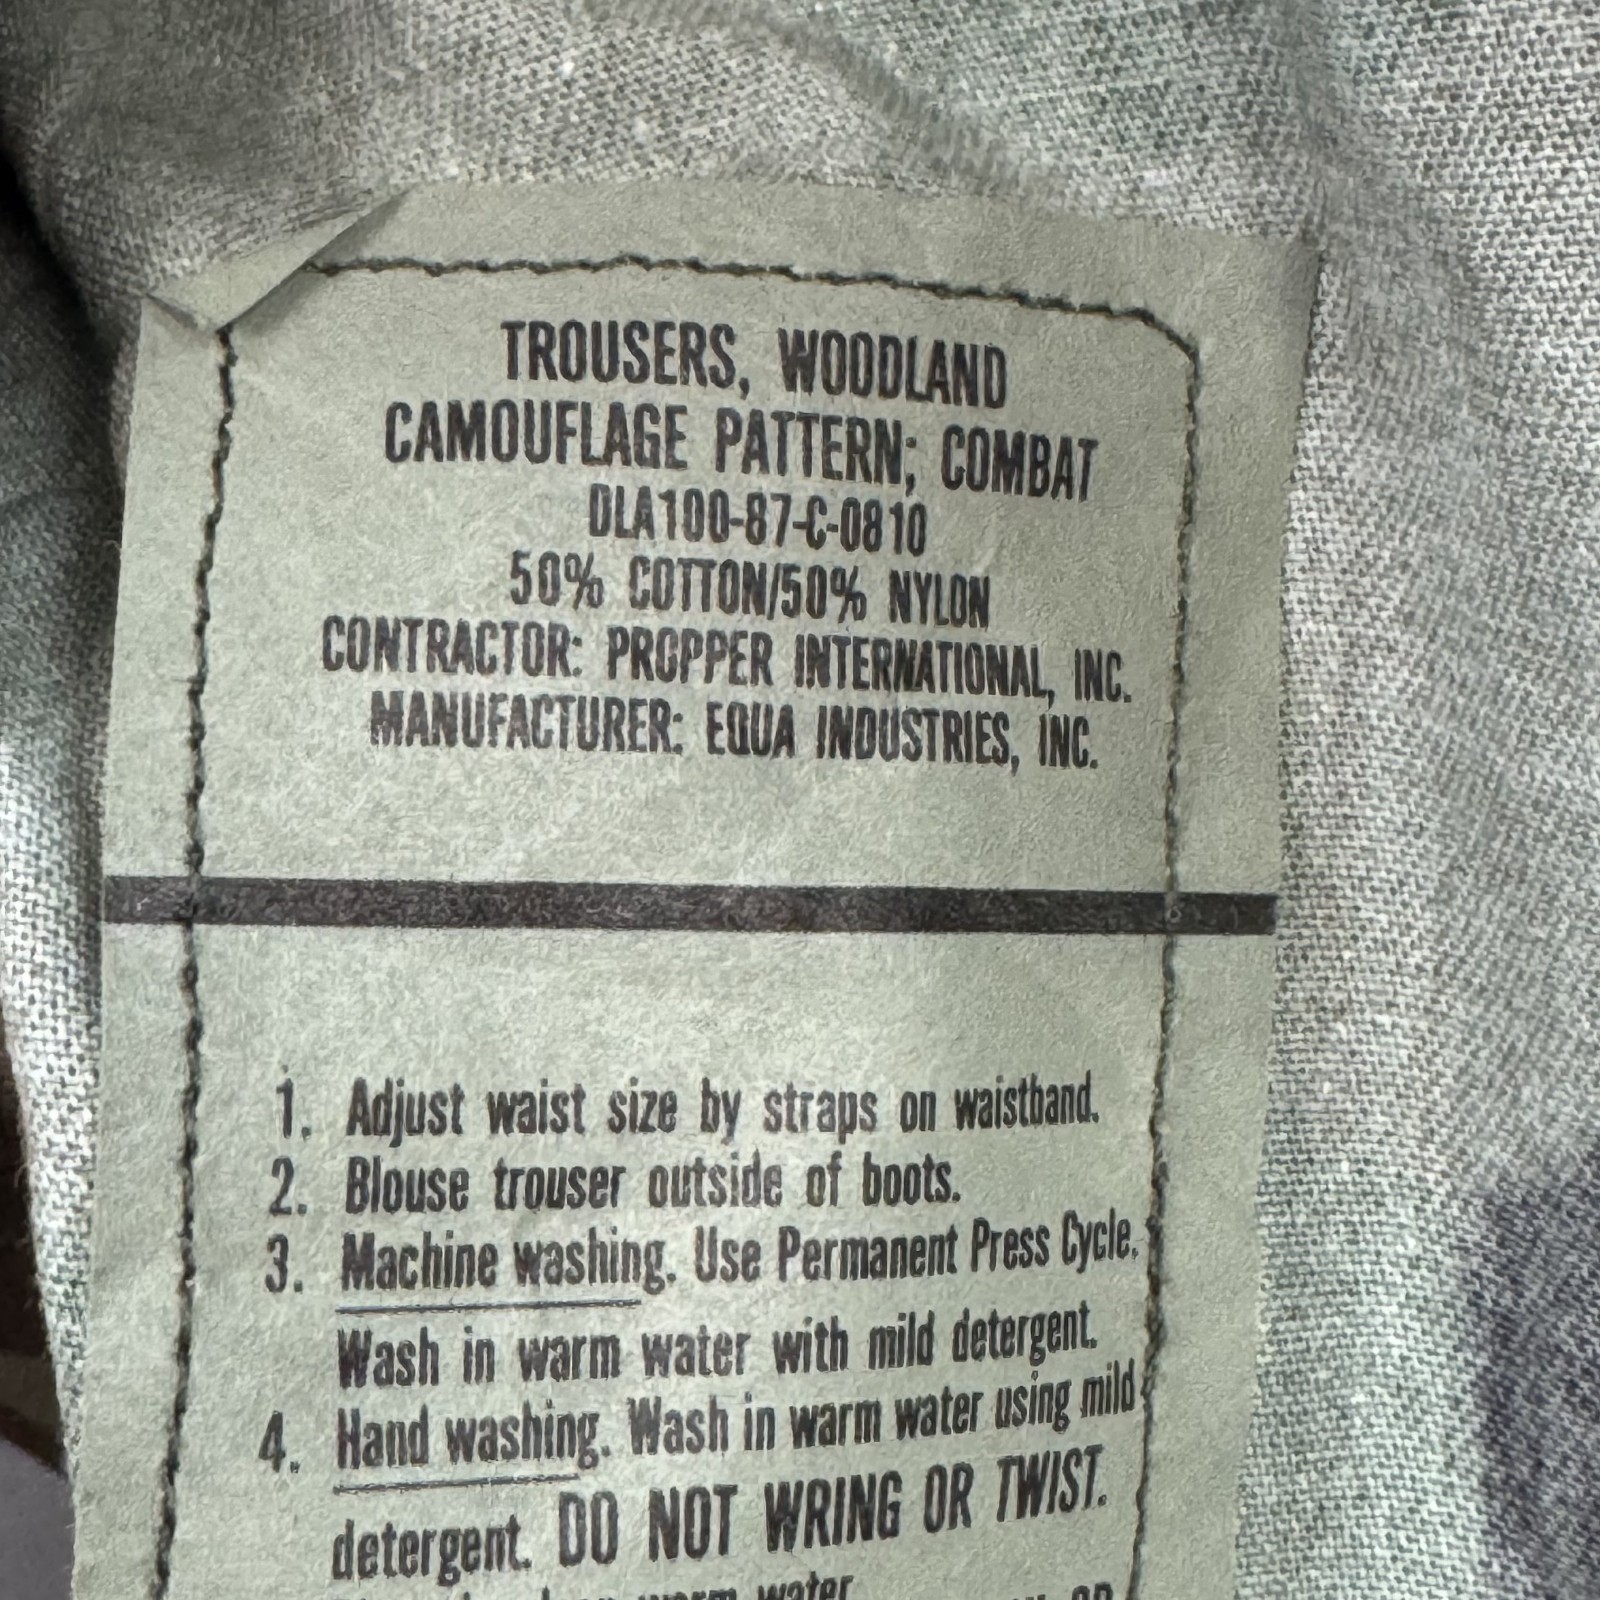 TROUSERS, WOODLAND
CAMOUFLAGE PATTERN; COMBAT
DLA100-87-C-0810
50% COTTON/50% NYLON
CONTRACTOR: PROPPER INTERNATIONAL, INC.
MANUFACTURER: EQUA INDUSTRIES, INC.
1. Adjust waist size by straps on waistband.
2. Blouse trouser outside of boots.
3. Machine washing. Use Permanent Press Cycle.
Wash in warm water with mild detergent.
4. Hand washing. Wash in warm water using mild
detergent. DO NOT WRING OR TWIST.
warm water